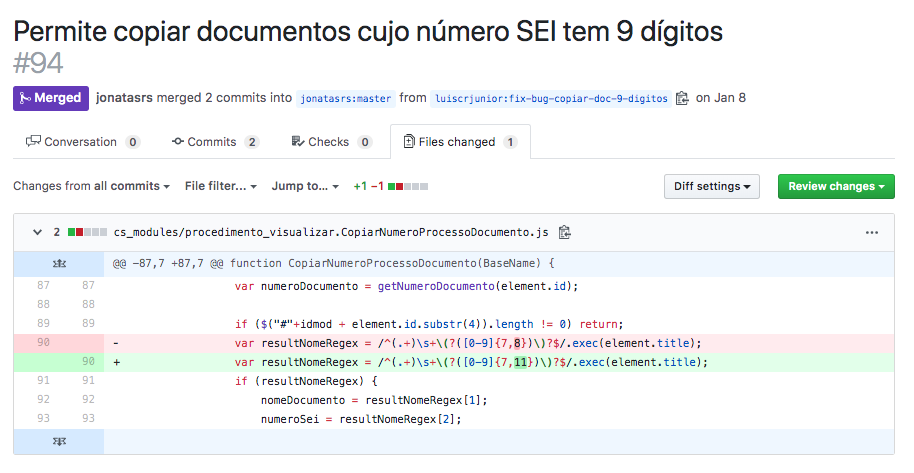 Permite copiar documentos cujo número SEI tem 9 dígitos
#94
Merged jonatasrs merged 2 commits into jonatasrs:master from luiscrjunior:fix-bug-copiar-doc-9-digitos on Jan 8
Conversation 0 Commits 2 Checks 0 Files changed 1
Changes from all commits File filter... Jump to... +1 −1 Diff settings Review changes
2 cs_modules/procedimento_visualizar.CopiarNumeroProcessoDocumento.js ...
@@ -87,7 +87,7 @@ function CopiarNumeroProcessoDocumento(BaseName) {
87 87 var numeroDocumento = getNumeroDocumento(element.id);
88 88
89 89 if ($("#"+idmod + element.id.substr(4)).length != 0) return;
90 - var resultNomeRegex = /^(.+)\s+\(?([0-9]{7,8})\)?$/.exec(element.title);
90 + var resultNomeRegex = /^(.+)\s+\(?([0-9]{7,11})\)?$/.exec(element.title);
91 91 if (resultNomeRegex) {
92 92 nomeDocumento = resultNomeRegex[1];
93 93 numeroSei = resultNomeRegex[2];